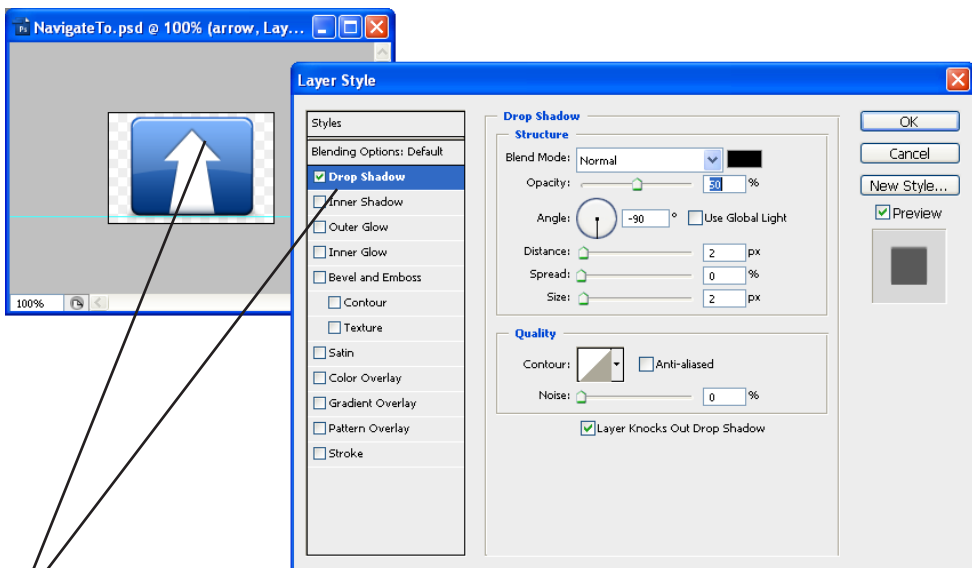 NavigateTo.psd @ 100% (arrow, Lay...
100%
Layer Style
Styles
Blending Options: Default
Drop Shadow
Inner Shadow
Outer Glow
Inner Glow
Bevel and Emboss
Contour
Texture
Satin
Color Overlay
Gradient Overlay
Pattern Overlay
Stroke
Drop Shadow
Structure
Blend Mode: Normal
Opacity: 50 %
Angle: -90 ° Use Global Light
Distance: 2 px
Spread: 0 %
Size: 2 px
Quality
Contour: Anti-aliased
Noise: 0 %
Layer Knocks Out Drop Shadow
OK
Cancel
New Style...
Preview